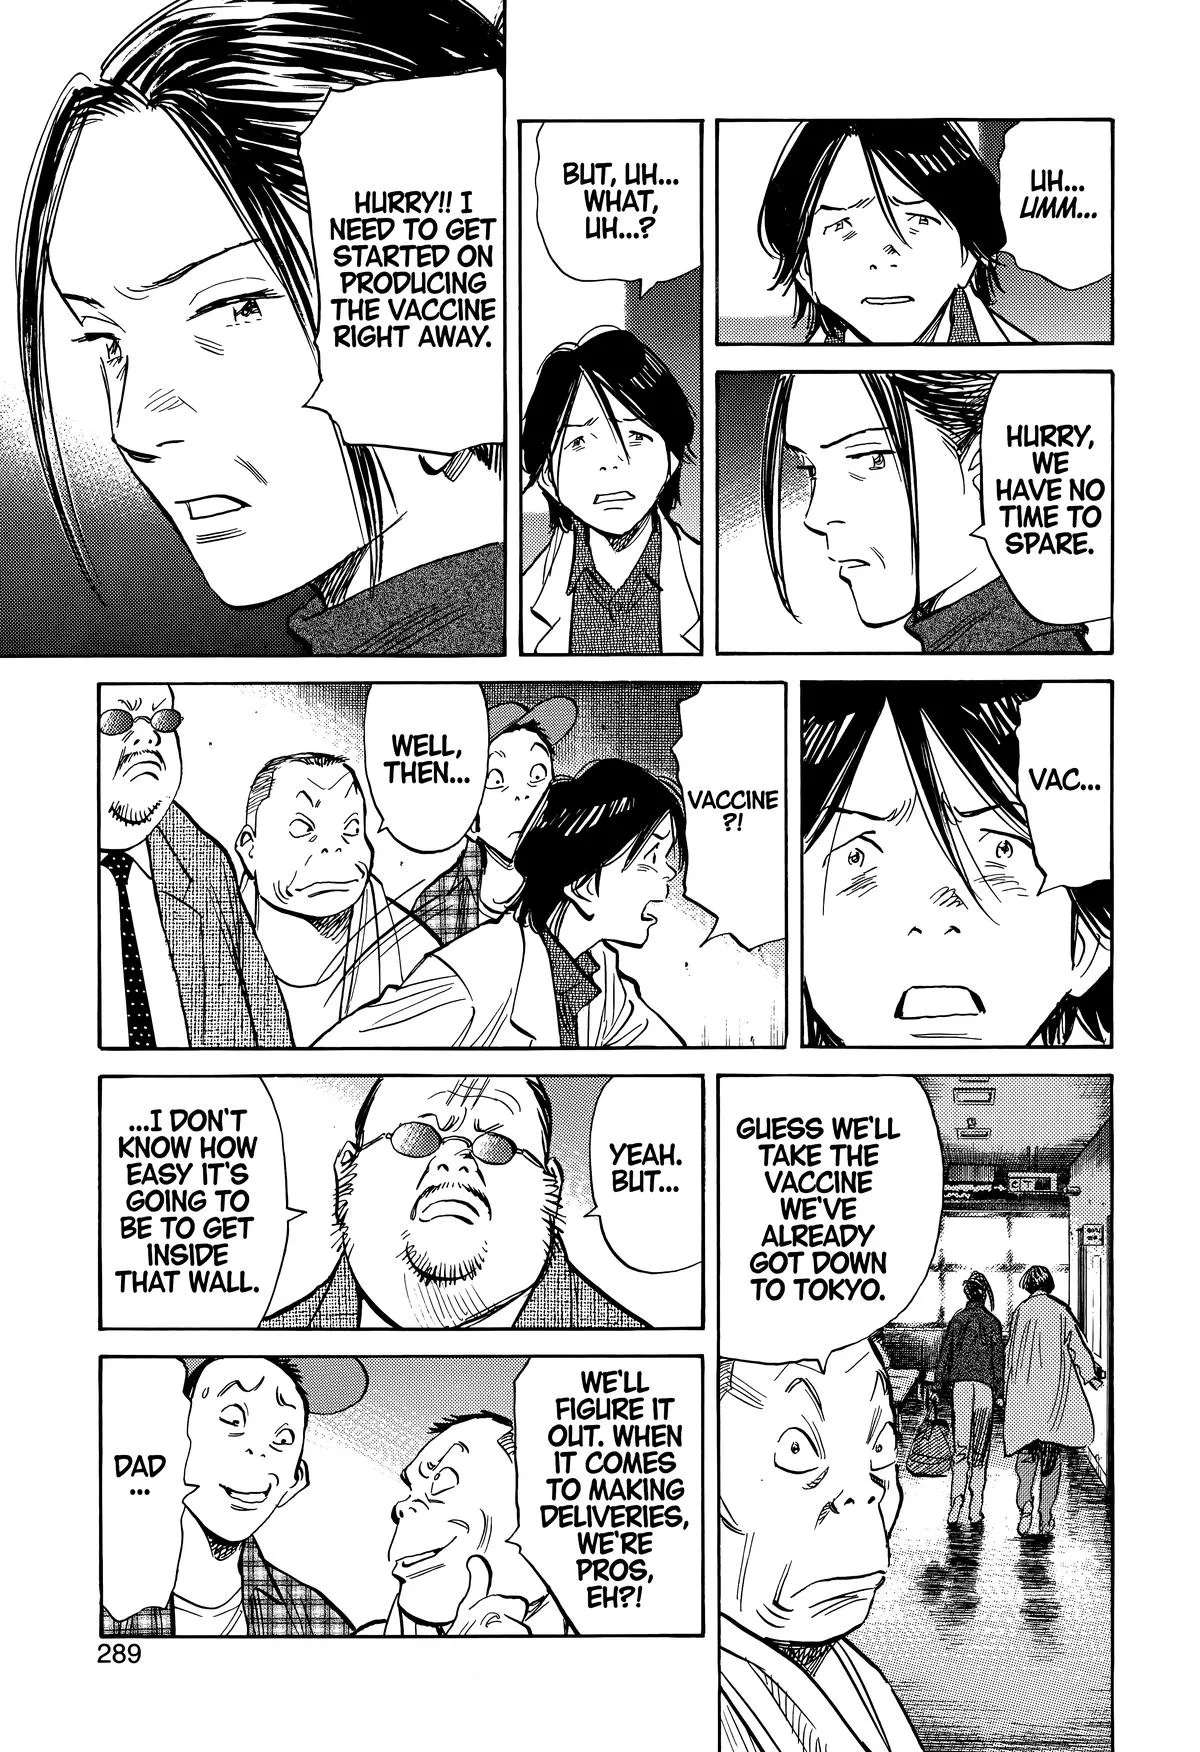 UH...
UMM...
HURRY,
WE
HAVE NO
TIME TO
SPARE.
BUT, UH...
WHAT,
UH...?
HURRY!! I
NEED TO GET
STARTED ON
PRODUCING
THE VACCINE
RIGHT AWAY.
VAC...
VACCINE
?!
WELL,
THEN...
GUESS WE'LL
TAKE THE
VACCINE
WE'VE
ALREADY
GOT DOWN
TO TOKYO.
YEAH.
BUT...
...I DON'T
KNOW HOW
EASY IT'S
GOING TO
BE TO GET
INSIDE
THAT WALL.
WE'LL
FIGURE IT
OUT. WHEN
IT COMES
TO MAKING
DELIVERIES,
WE'RE
PROS,
EH?!
DAD
...
289